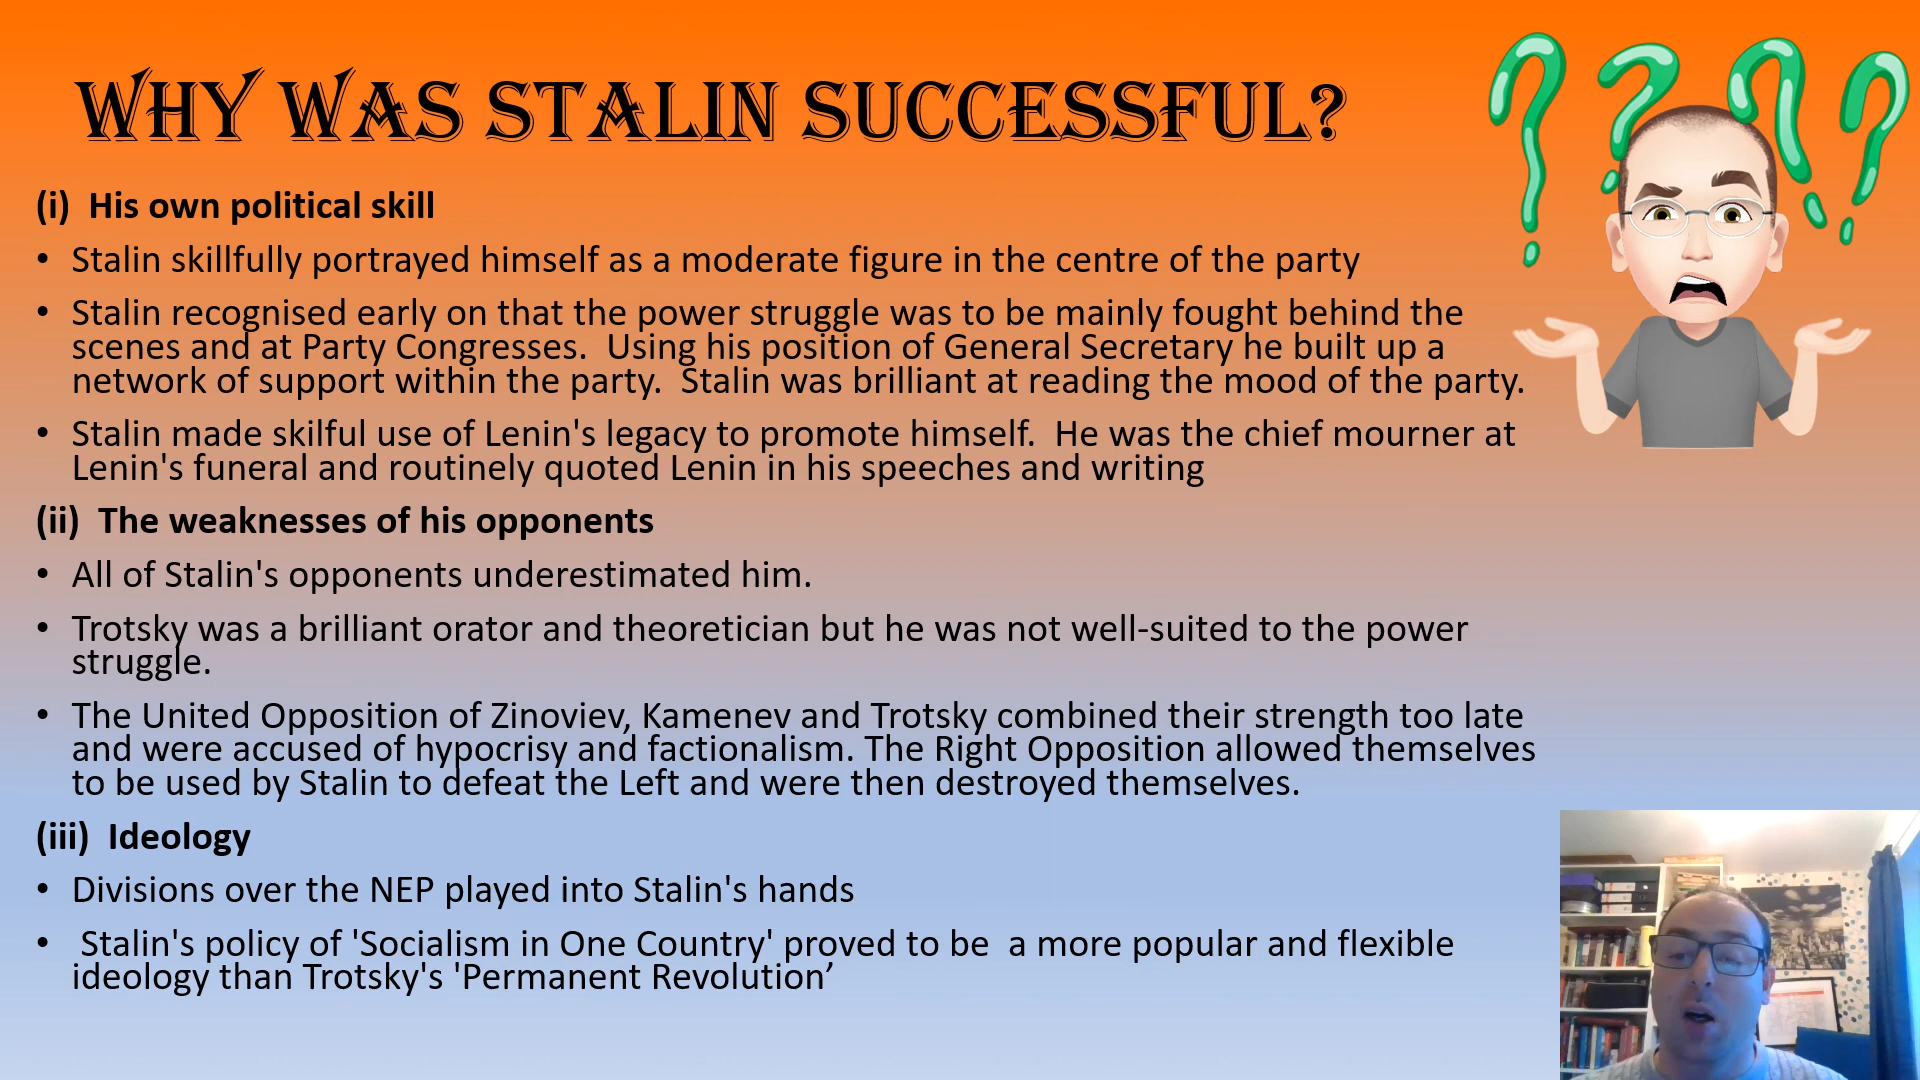 WHY WAS STALIN SUCCESSFUL?
(i)  His own political skill
• Stalin skillfully portrayed himself as a moderate figure in the centre of the party
• Stalin recognised early on that the power struggle was to be mainly fought behind the
scenes and at Party Congresses.  Using his position of General Secretary he built up a
network of support within the party.  Stalin was brilliant at reading the mood of the party.
• Stalin made skilful use of Lenin's legacy to promote himself.  He was the chief mourner at
Lenin's funeral and routinely quoted Lenin in his speeches and writing
(ii)  The weaknesses of his opponents
• All of Stalin's opponents underestimated him.
• Trotsky was a brilliant orator and theoretician but he was not well-suited to the power
struggle.
• The United Opposition of Zinoviev, Kamenev and Trotsky combined their strength too late
and were accused of hypocrisy and factionalism. The Right Opposition allowed themselves
to be used by Stalin to defeat the Left and were then destroyed themselves.
(iii)  Ideology
• Divisions over the NEP played into Stalin's hands
•  Stalin's policy of 'Socialism in One Country' proved to be  a more popular and flexible
ideology than Trotsky's 'Permanent Revolution’